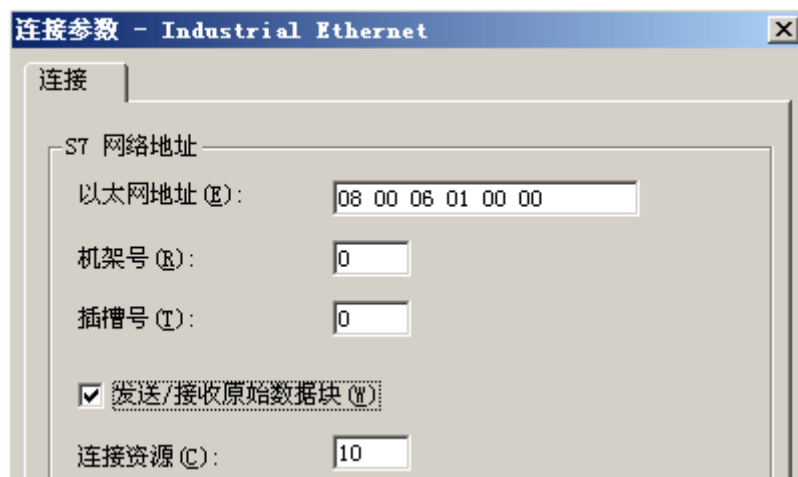 连接参数 - Industrial Ethernet
连接
S7 网络地址
以太网地址(E): 08 00 06 01 00 00
机架号(R): 0
插槽号(T): 0
发送/接收原始数据块(W)
连接资源(C): 10